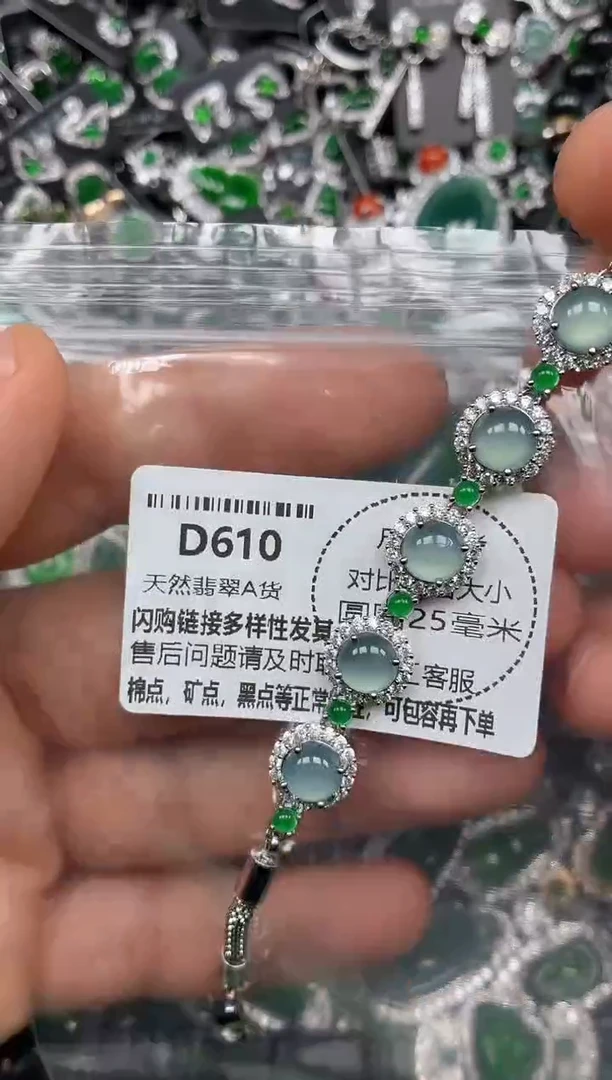 D610
天然翡翠A货
闪购链接多样性发其
售后问题请及时联 客服
棉点，矿点，黑点等正常 ，可包容再下单
对比 大小
圆 25毫米